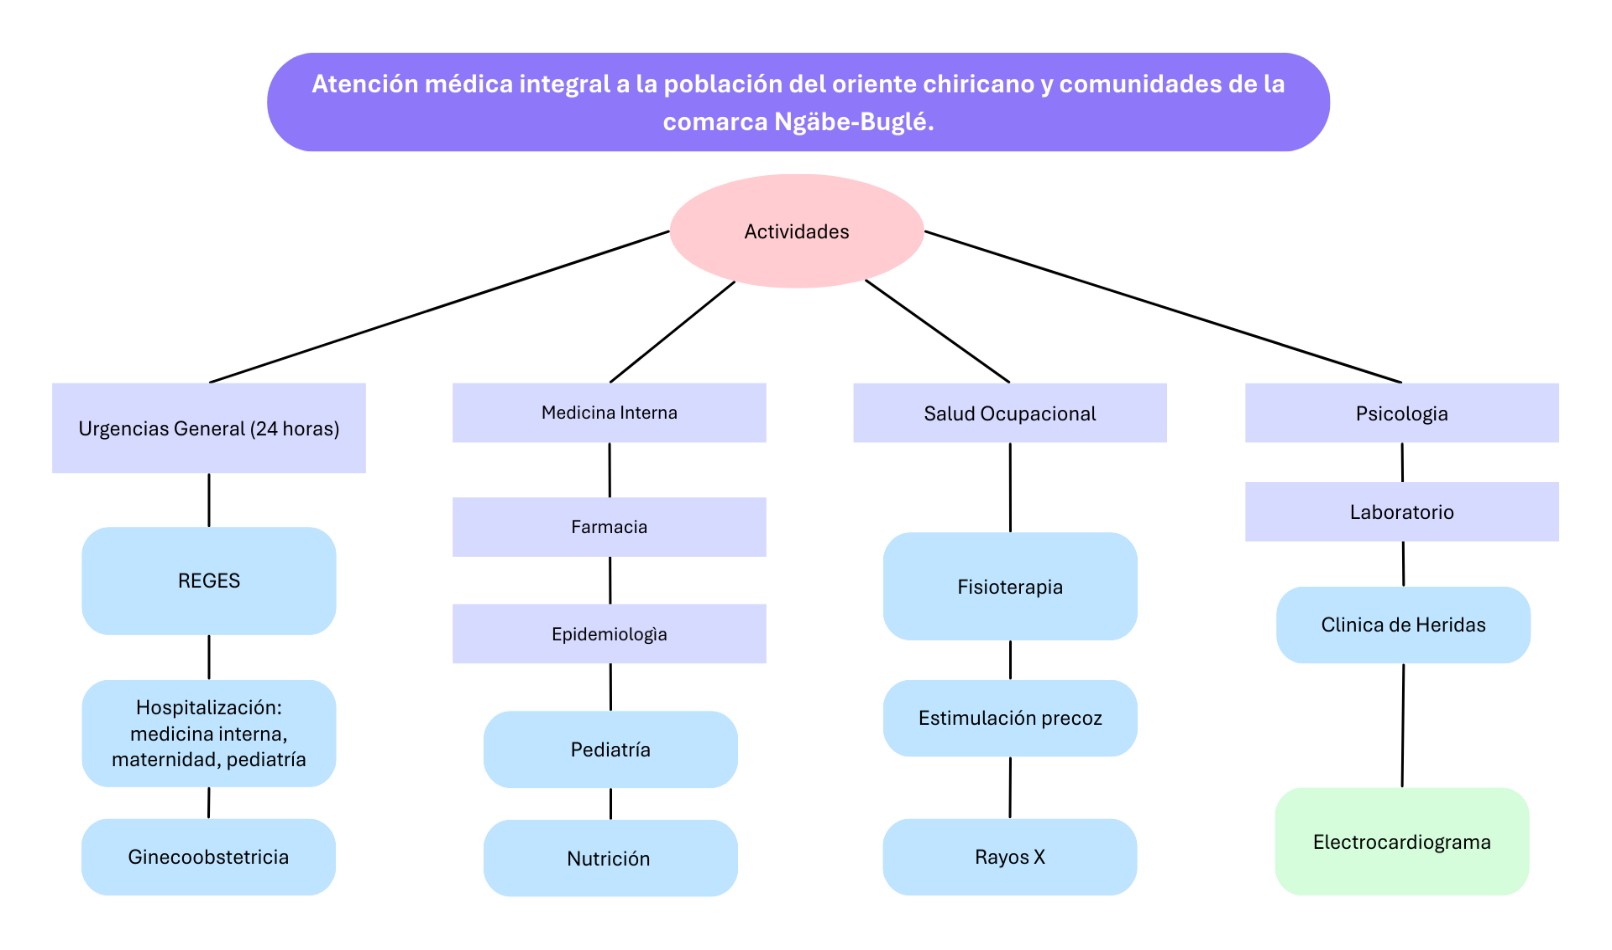 Atención médica integral a la población del oriente chiricano y comunidades de la
comarca Ngäbe-Buglé.
Actividades
Urgencias General (24 horas)
REGES
Hospitalización:
medicina interna,
maternidad, pediatría
Ginecoobstetricia
Medicina Interna
Farmacia
Epidemiologìa
Pediatría
Nutrición
Salud Ocupacional
Fisioterapia
Estimulación precoz
Rayos X
Psicologia
Laboratorio
Clinica de Heridas
Electrocardiograma